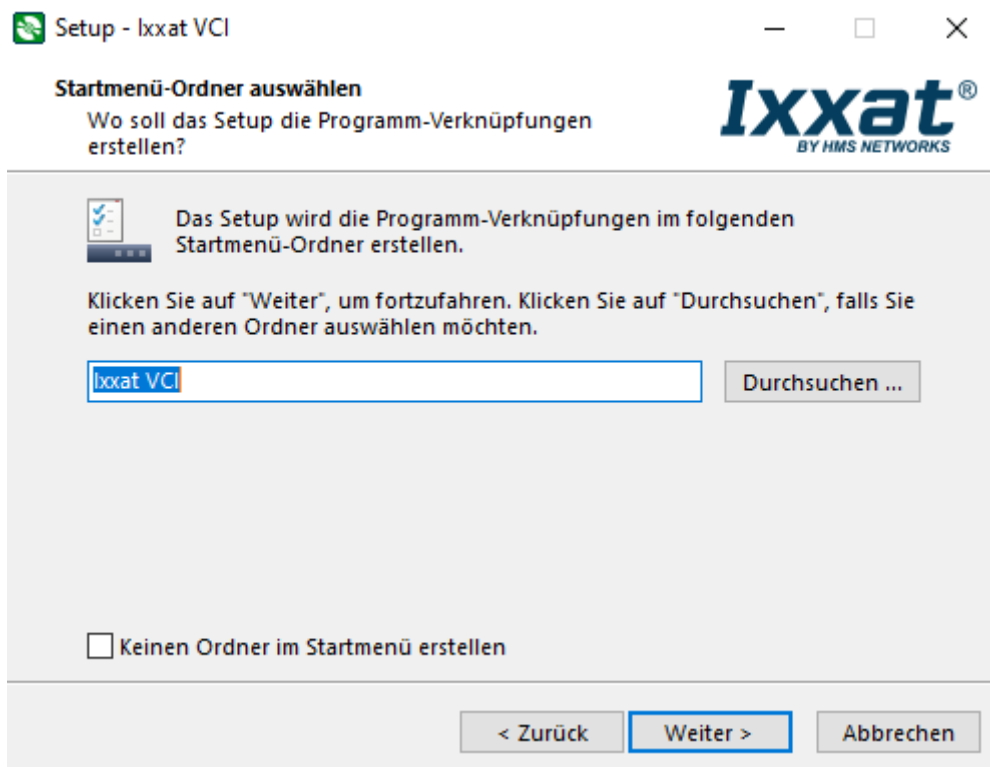 Setup - Ixxat VCI
Startmenü-Ordner auswählen
Wo soll das Setup die Programm-Verknüpfungen
erstellen?
Ixxat®
BY HMS NETWORKS
Das Setup wird die Programm-Verknüpfungen im folgenden
Startmenü-Ordner erstellen.
Klicken Sie auf "Weiter", um fortzufahren. Klicken Sie auf "Durchsuchen", falls Sie
einen anderen Ordner auswählen möchten.
Ixxat VCI
Durchsuchen ...
Keinen Ordner im Startmenü erstellen
< Zurück
Weiter >
Abbrechen